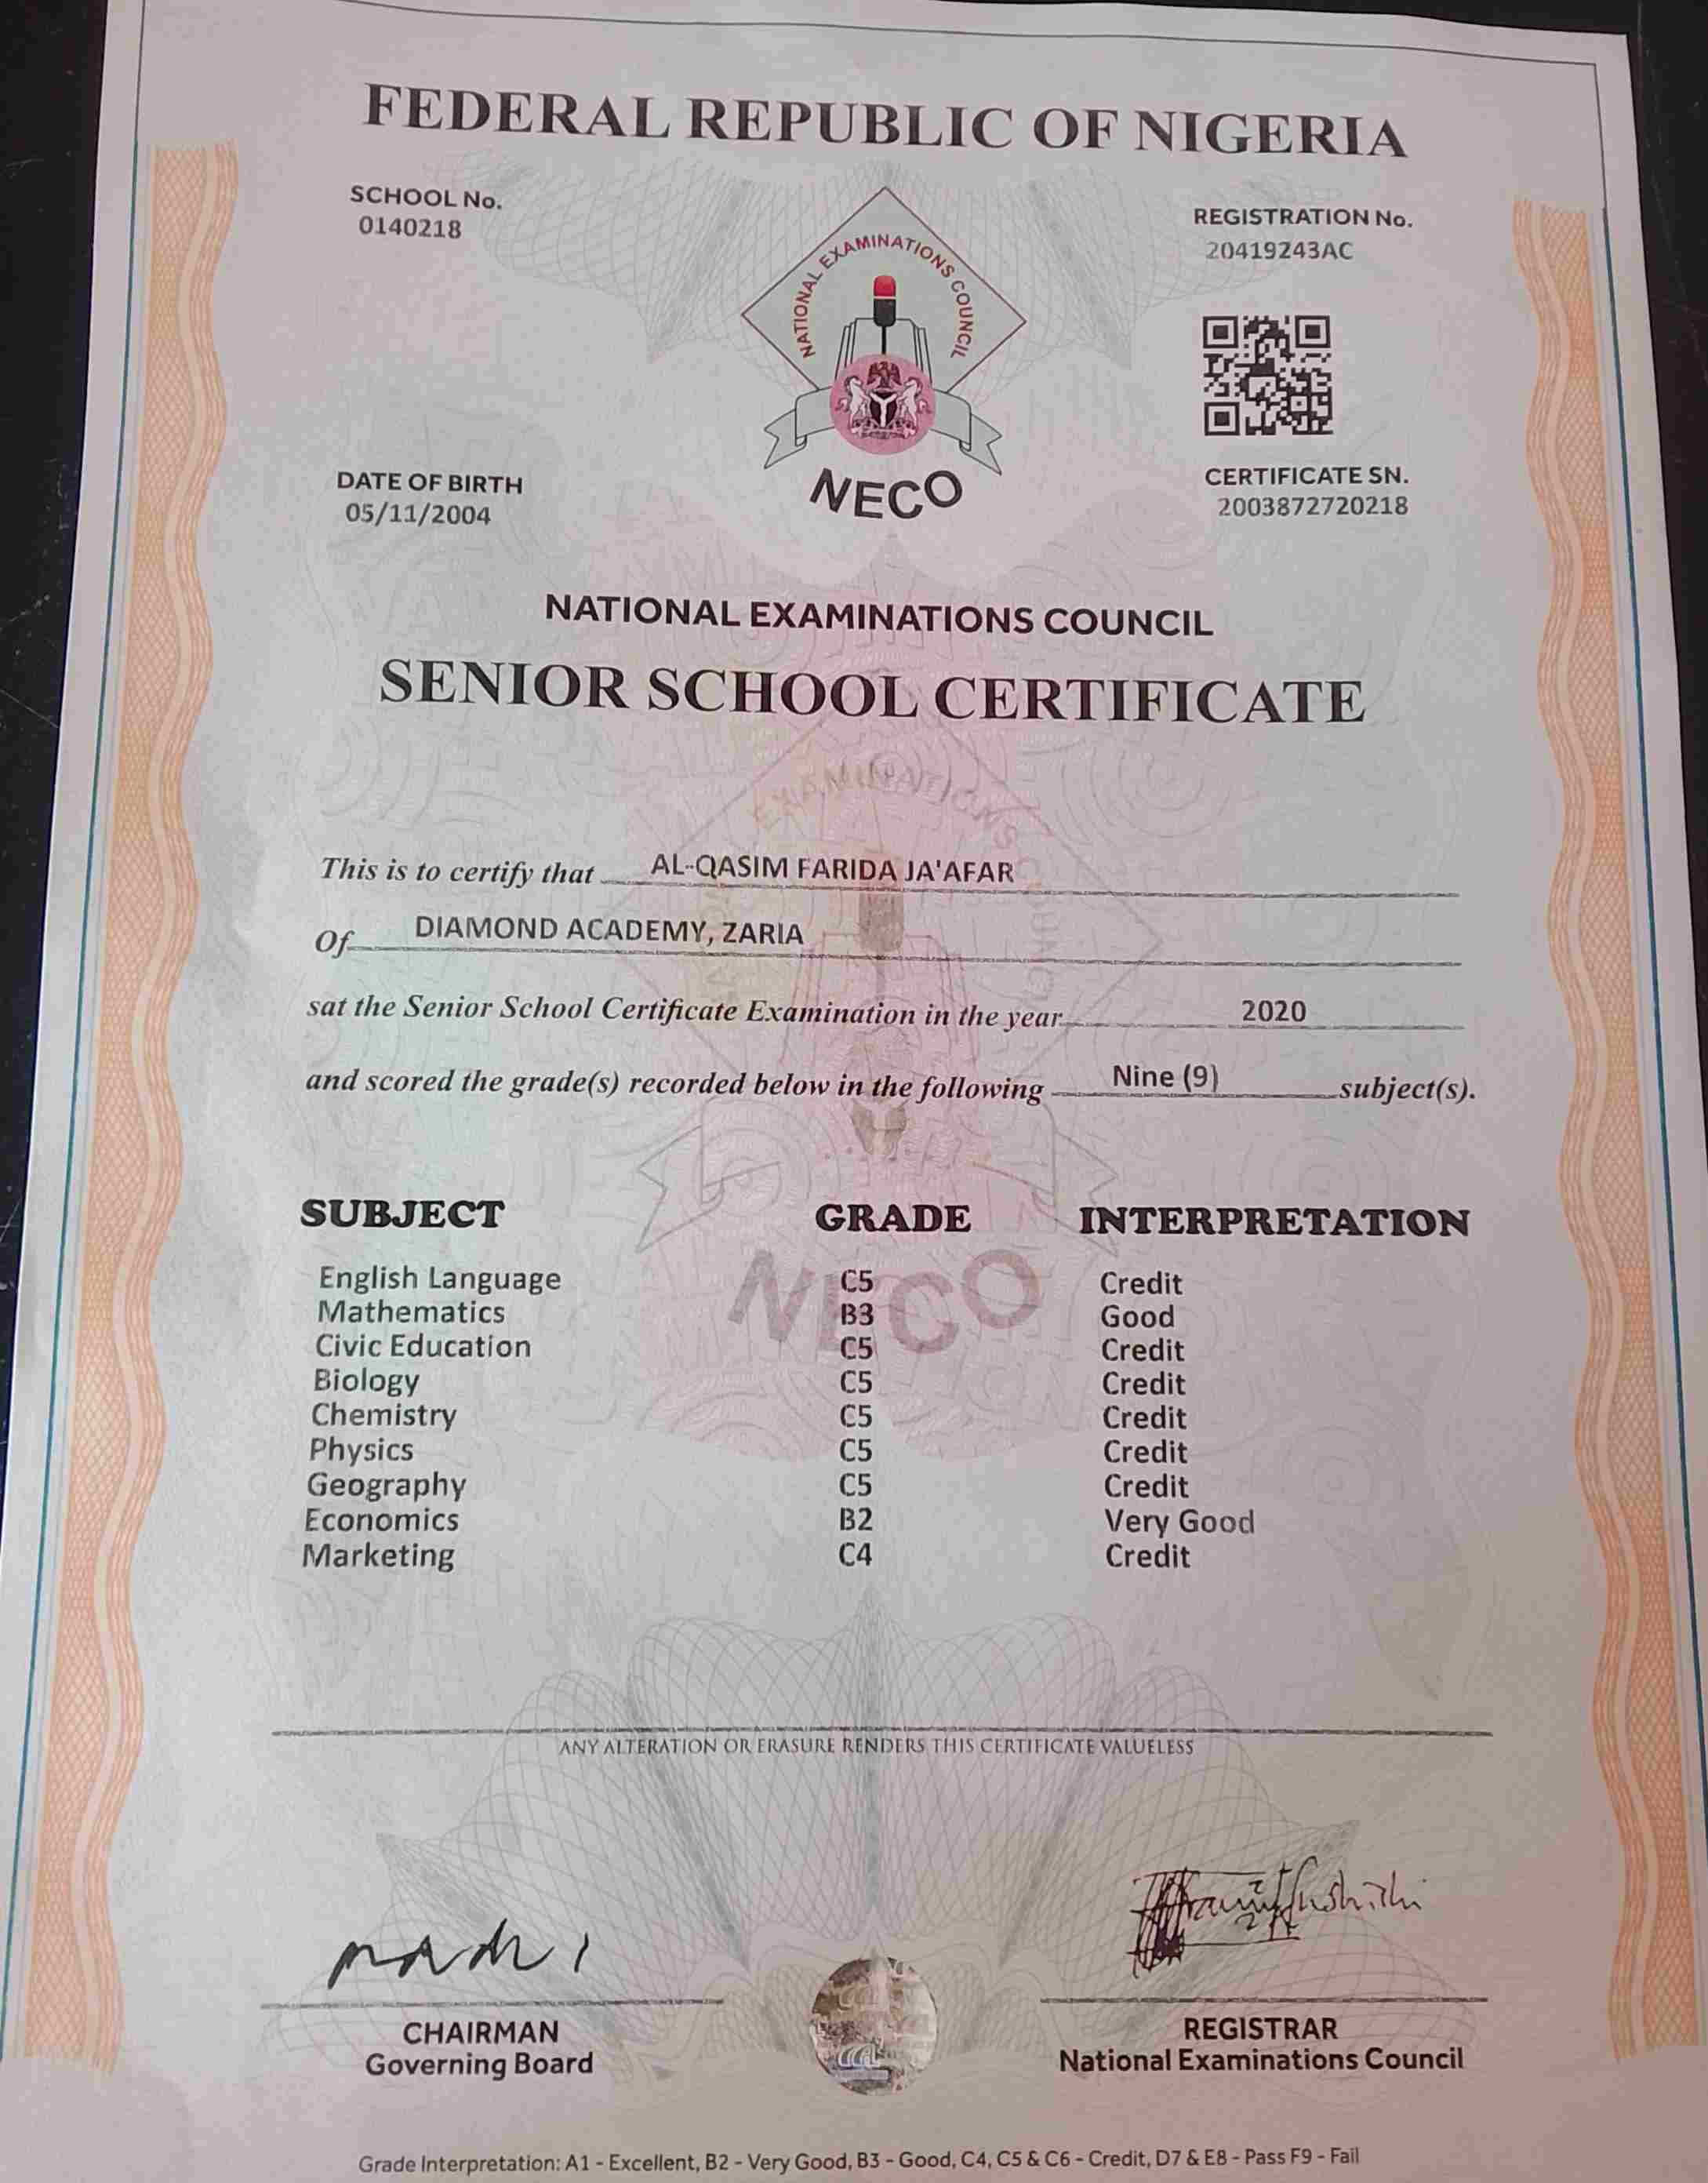 FEDERAL REPUBLIC OF NIGERIA
SCHOOL No.
0140218
REGISTRATION No.
20419243AC
NATIONAL EXAMINATIONS COUNCIL
NECO
DATE OF BIRTH
05/11/2004
CERTIFICATE SN.
2003872720218
NATIONAL EXAMINATIONS COUNCIL
SENIOR SCHOOL CERTIFICATE
This is to certify that AL-QASIM FARIDA JA'AFAR
Of DIAMOND ACADEMY, ZARIA
sat the Senior School Certificate Examination in the year 2020
and scored the grade(s) recorded below in the following Nine (9) subject(s).
SUBJECT GRADE INTERPRETATION
English Language C5 Credit
Mathematics B3 Good
Civic Education C5 Credit
Biology C5 Credit
Chemistry C5 Credit
Physics C5 Credit
Geography C5 Credit
Economics B2 Very Good
Marketing C4 Credit
NECO
ANY ALTERATION OR ERASURE RENDERS THIS CERTIFICATE VALUELESS
CHAIRMAN
Governing Board
REGISTRAR
National Examinations Council
Grade Interpretation: A1 - Excellent, B2 - Very Good, B3 - Good, C4, C5 & C6 - Credit, D7 & E8 - Pass F9 - Fail